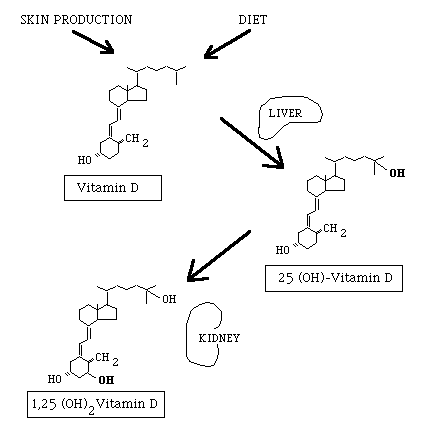 SKIN PRODUCTION
DIET
CH2
HO
Vitamin D
LIVER
OH
CH2
HO
25 (OH)-Vitamin D
OH
KIDNEY
CH2
HO
OH
1,25 (OH)2Vitamin D